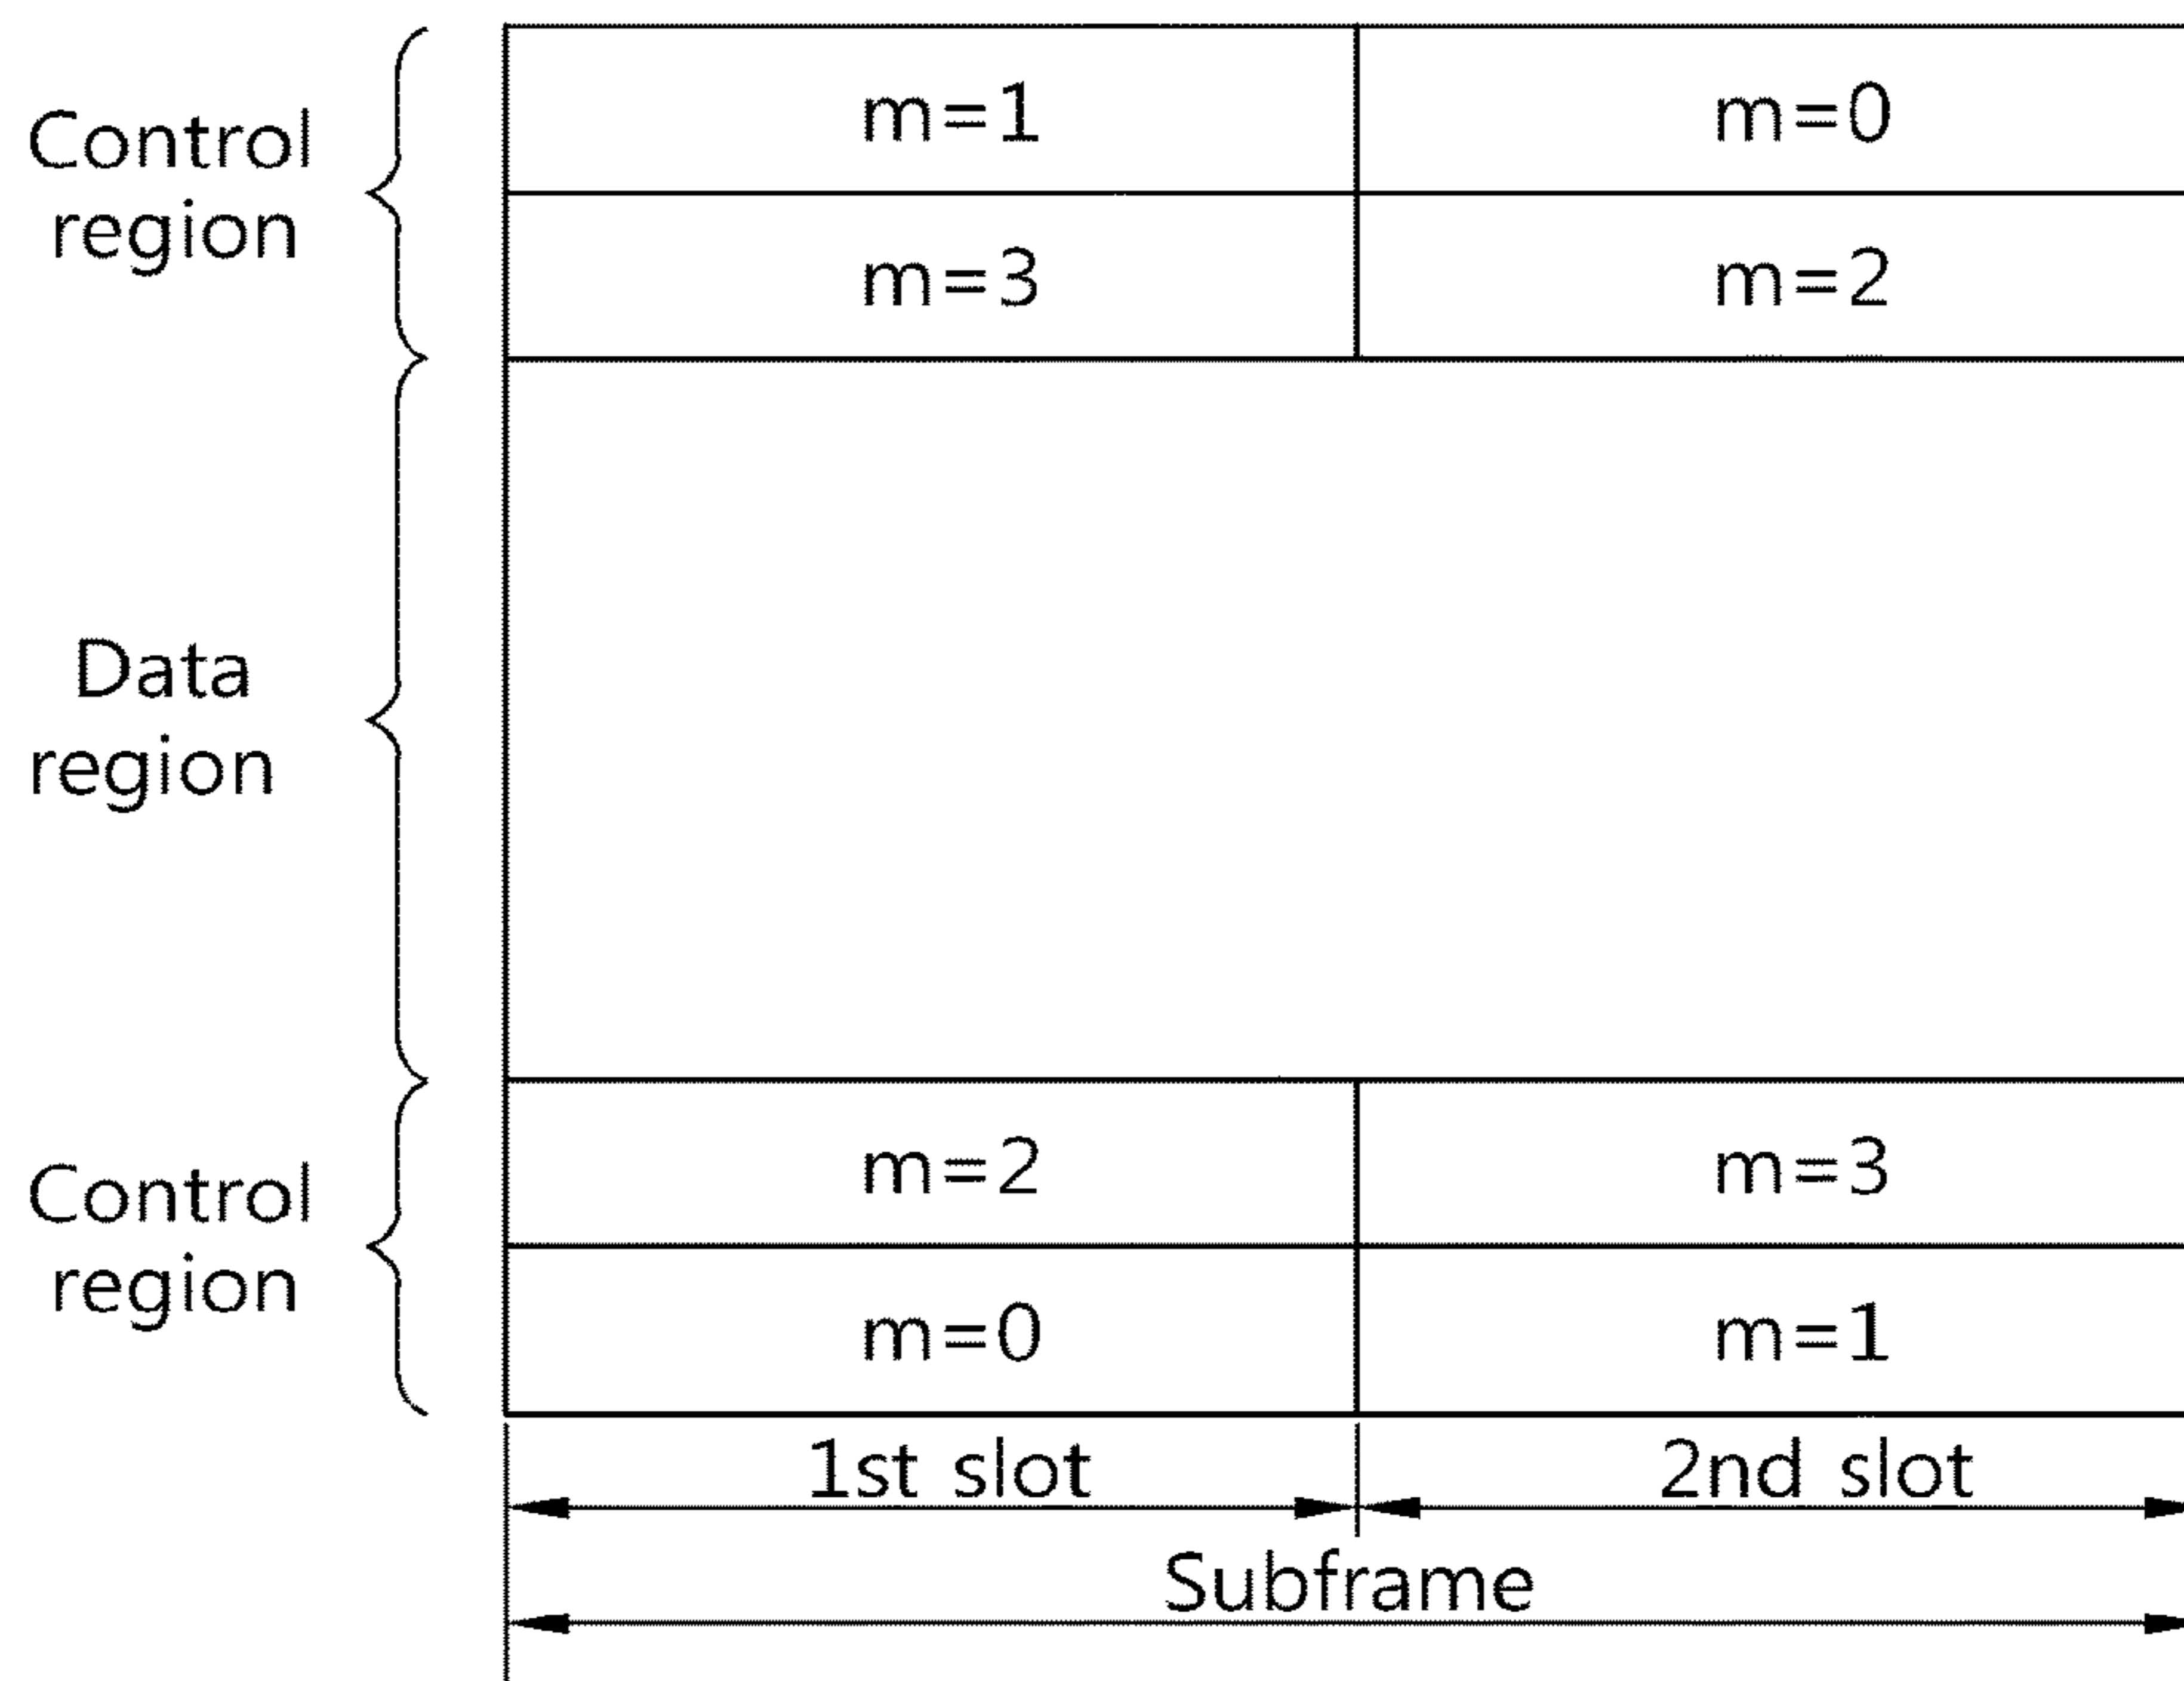 Control
region
m=1
m=0
m=3
m=2
Data
region
Control
region
m=2
m=3
m=0
m=1
1st slot
2nd slot
Subframe